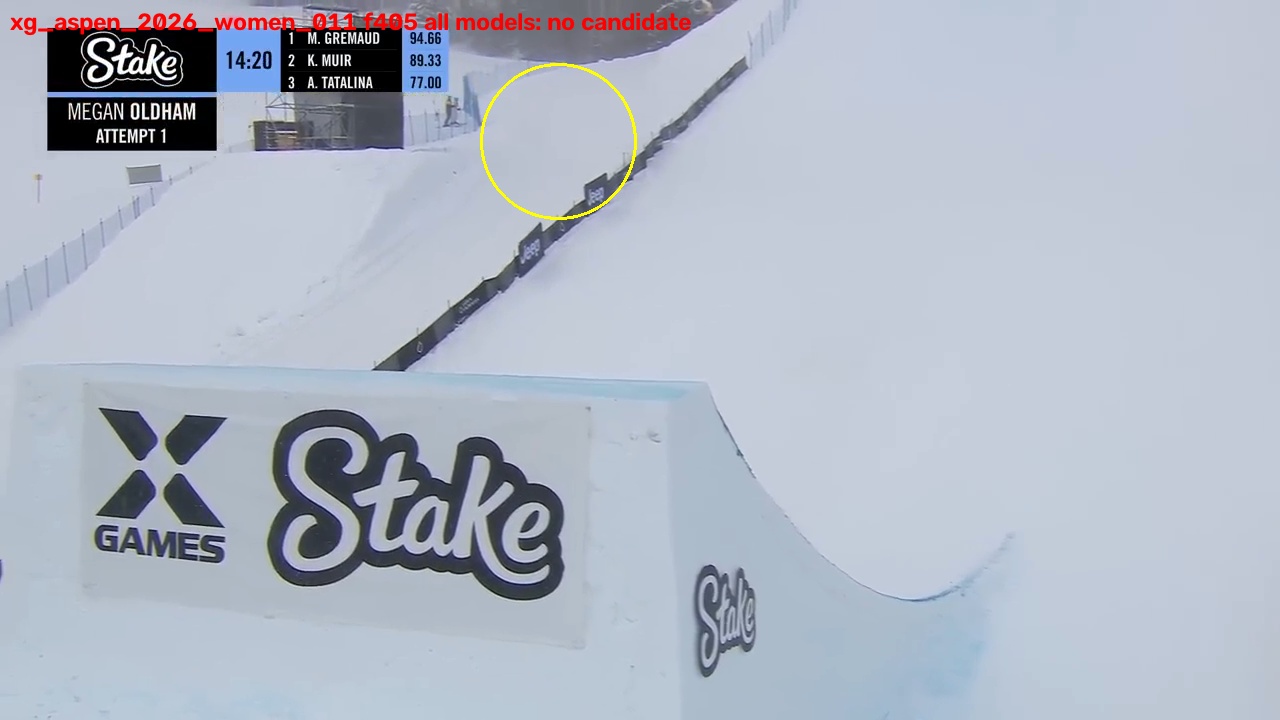 xg_aspen_2026_women_011 f405 all models: no candidate
Stake
14:20
1 M. GREMAUD 94.66
2 K. MUIR 89.33
3 A. TATALINA 77.00
MEGAN OLDHAM
ATTEMPT 1
Jeep
Jeep
X
GAMES
Stake
Stake